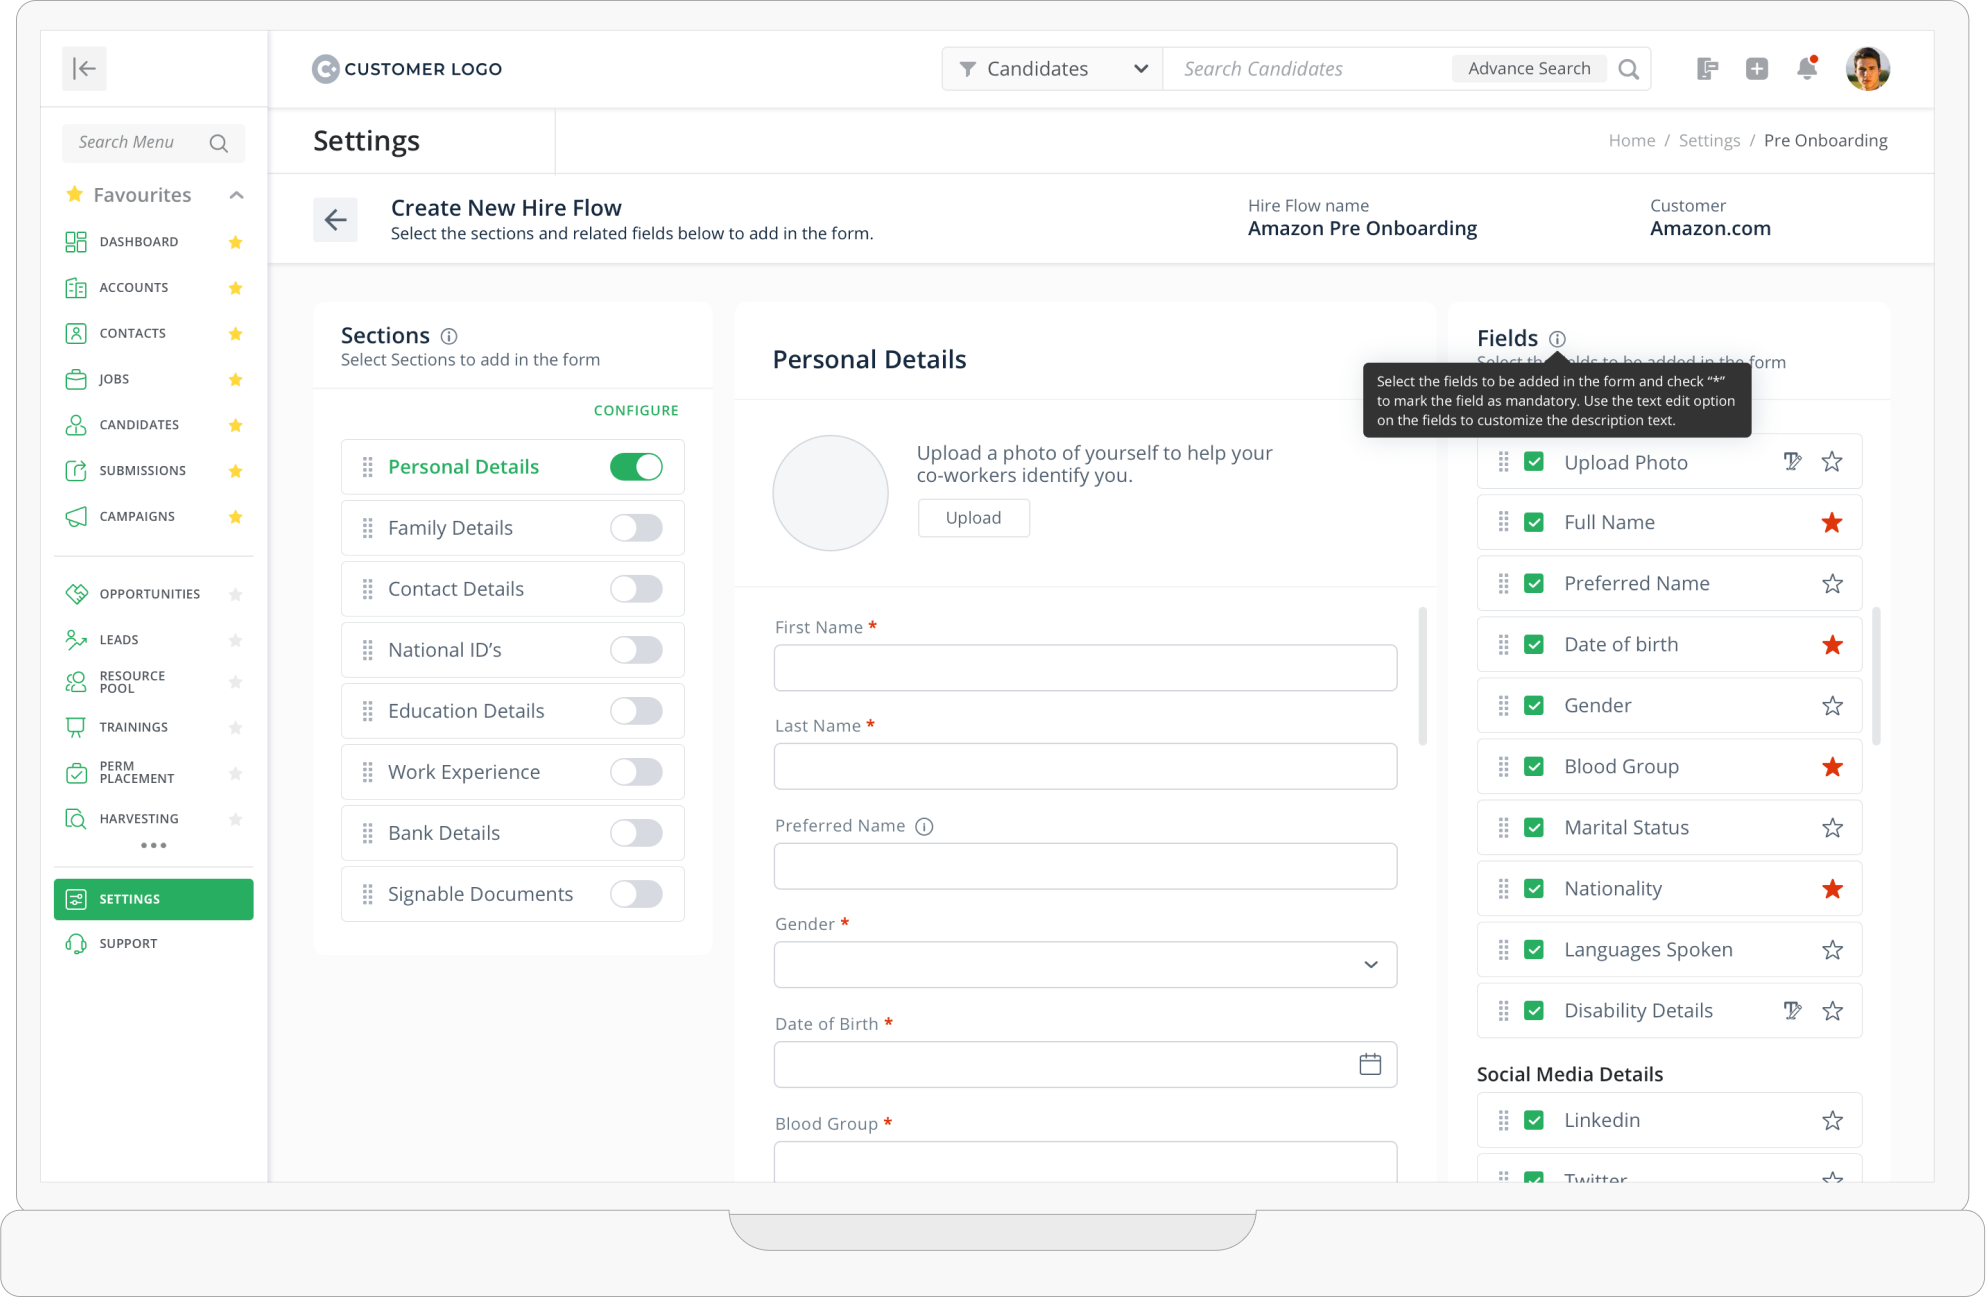 CUSTOMER LOGO
Candidates
Search Candidates
Advance Search
Search Menu
Favourites
DASHBOARD
ACCOUNTS
CONTACTS
JOBS
CANDIDATES
SUBMISSIONS
CAMPAIGNS
OPPORTUNITIES
LEADS
RESOURCE
POOL
TRAININGS
PERM
PLACEMENT
HARVESTING
SETTINGS
SUPPORT
Settings
Home / Settings / Pre Onboarding
Create New Hire Flow
Select the sections and related fields below to add in the form.
Hire Flow name
Amazon Pre Onboarding
Customer
Amazon.com
Sections
Select Sections to add in the form
CONFIGURE
Personal Details
Family Details
Contact Details
National ID’s
Education Details
Work Experience
Bank Details
Signable Documents
Personal Details
Upload a photo of yourself to help your
co-workers identify you.
Upload
First Name *
Last Name *
Preferred Name
Gender *
Date of Birth *
Blood Group *
Fields
Select the fields to be added in the form
Select the fields to be added in the form and check “*”
to mark the field as mandatory. Use the text edit option
on the fields to customize the description text.
Upload Photo
Full Name
Preferred Name
Date of birth
Gender
Blood Group
Marital Status
Nationality
Languages Spoken
Disability Details
Social Media Details
Linkedin
Twitter